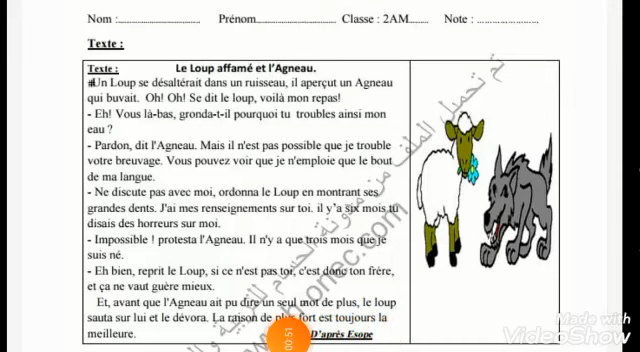 Nom :............................ Prénom............................ Classe : 2AM....... Note : .......................
Texte :
Texte : Le Loup affamé et l'Agneau.
#Un Loup se désaltérait dans un ruisseau, il aperçut un Agneau
qui buvait. Oh! Oh! Se dit le loup, voilà mon repas!
- Eh! Vous là-bas, gronda-t-il pourquoi tu troubles ainsi mon
eau ?
- Pardon, dit l'Agneau. Mais il n'est pas possible que je trouble
votre breuvage. Vous pouvez voir que je n'emploie que le bout
de ma langue.
- Ne discute pas avec moi, ordonna le Loup en montrant ses
grandes dents. J'ai mes renseignements sur toi. il y'a six mois tu
disais des horreurs sur moi.
- Impossible ! protesta l'Agneau. Il n'y a que trois mois que je
suis né.
- Eh bien, reprit le Loup, si ce n'est pas toi, c'est donc ton frère,
et ça ne vaut guère mieux.
Et, avant que l'Agneau ait pu dire un seul mot de plus, le loup
sauta sur lui et le dévora. La raison de plus fort est toujours la
meilleure. D'après Esope
00:51
Made with
VideoShow
تم تحميل الملف من مدونة